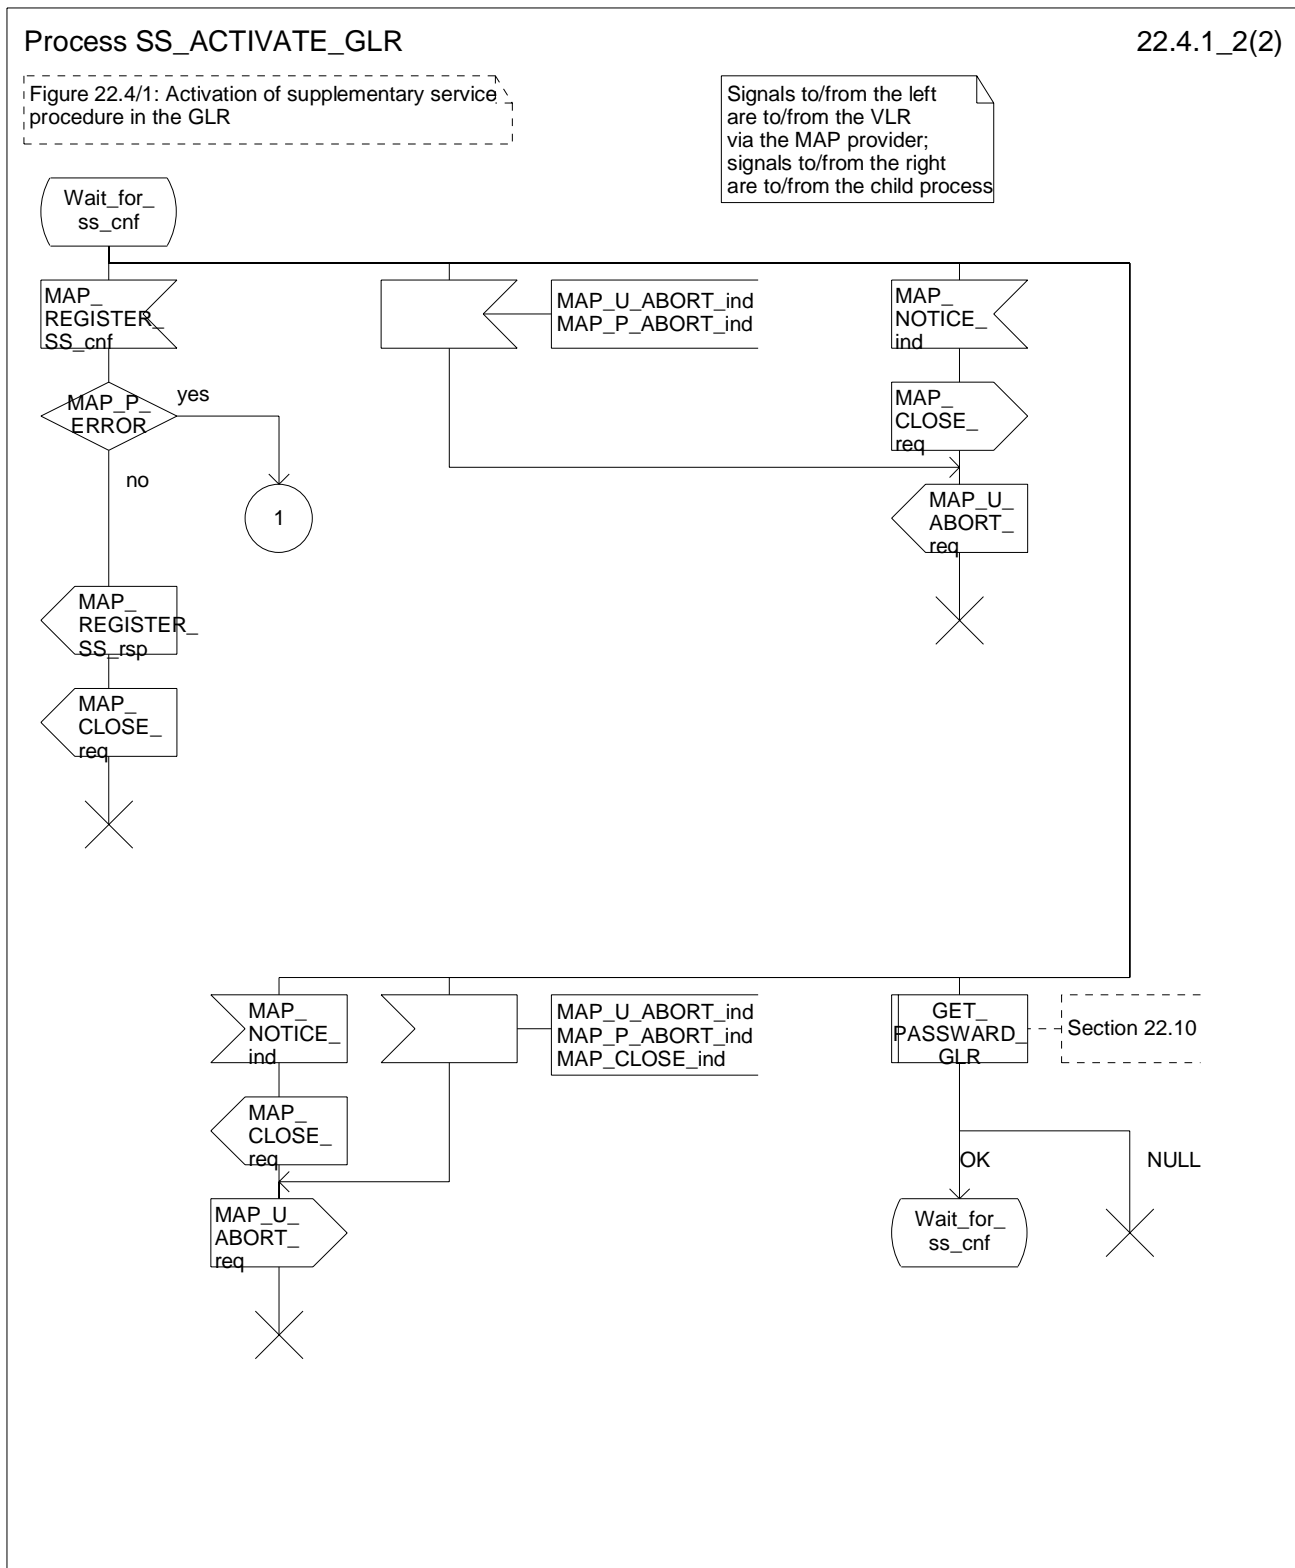 Process SS_ACTIVATE_GLR
22.4.1_2(2)
Figure 22.4/1: Activation of supplementary service
procedure in the GLR
Signals to/from the left
are to/from the VLR
via the MAP provider;
signals to/from the right
are to/from the child process
Wait_for_
ss_cnf
MAP_
REGISTER_
SS_cnf
MAP_U_ABORT_ind
MAP_P_ABORT_ind
MAP_
NOTICE_
ind
MAP_P_
ERROR
yes
no
1
MAP_
CLOSE_
req
MAP_U_
ABORT_
req
MAP_
REGISTER_
SS_rsp
MAP_
CLOSE_
req
MAP_
NOTICE_
ind
MAP_U_ABORT_ind
MAP_P_ABORT_ind
MAP_CLOSE_ind
GET_
PASSWARD_
GLR
Section 22.10
MAP_
CLOSE_
req
OK
NULL
MAP_U_
ABORT_
req
Wait_for_
ss_cnf